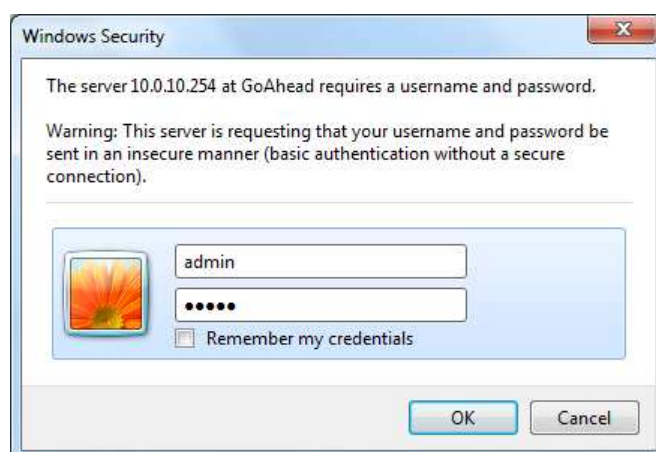 Windows Security
The server 10.0.10.254 at GoAhead requires a username and password.
Warning: This server is requesting that your username and password be
sent in an insecure manner (basic authentication without a secure
connection).
admin
•••••
Remember my credentials
OK
Cancel